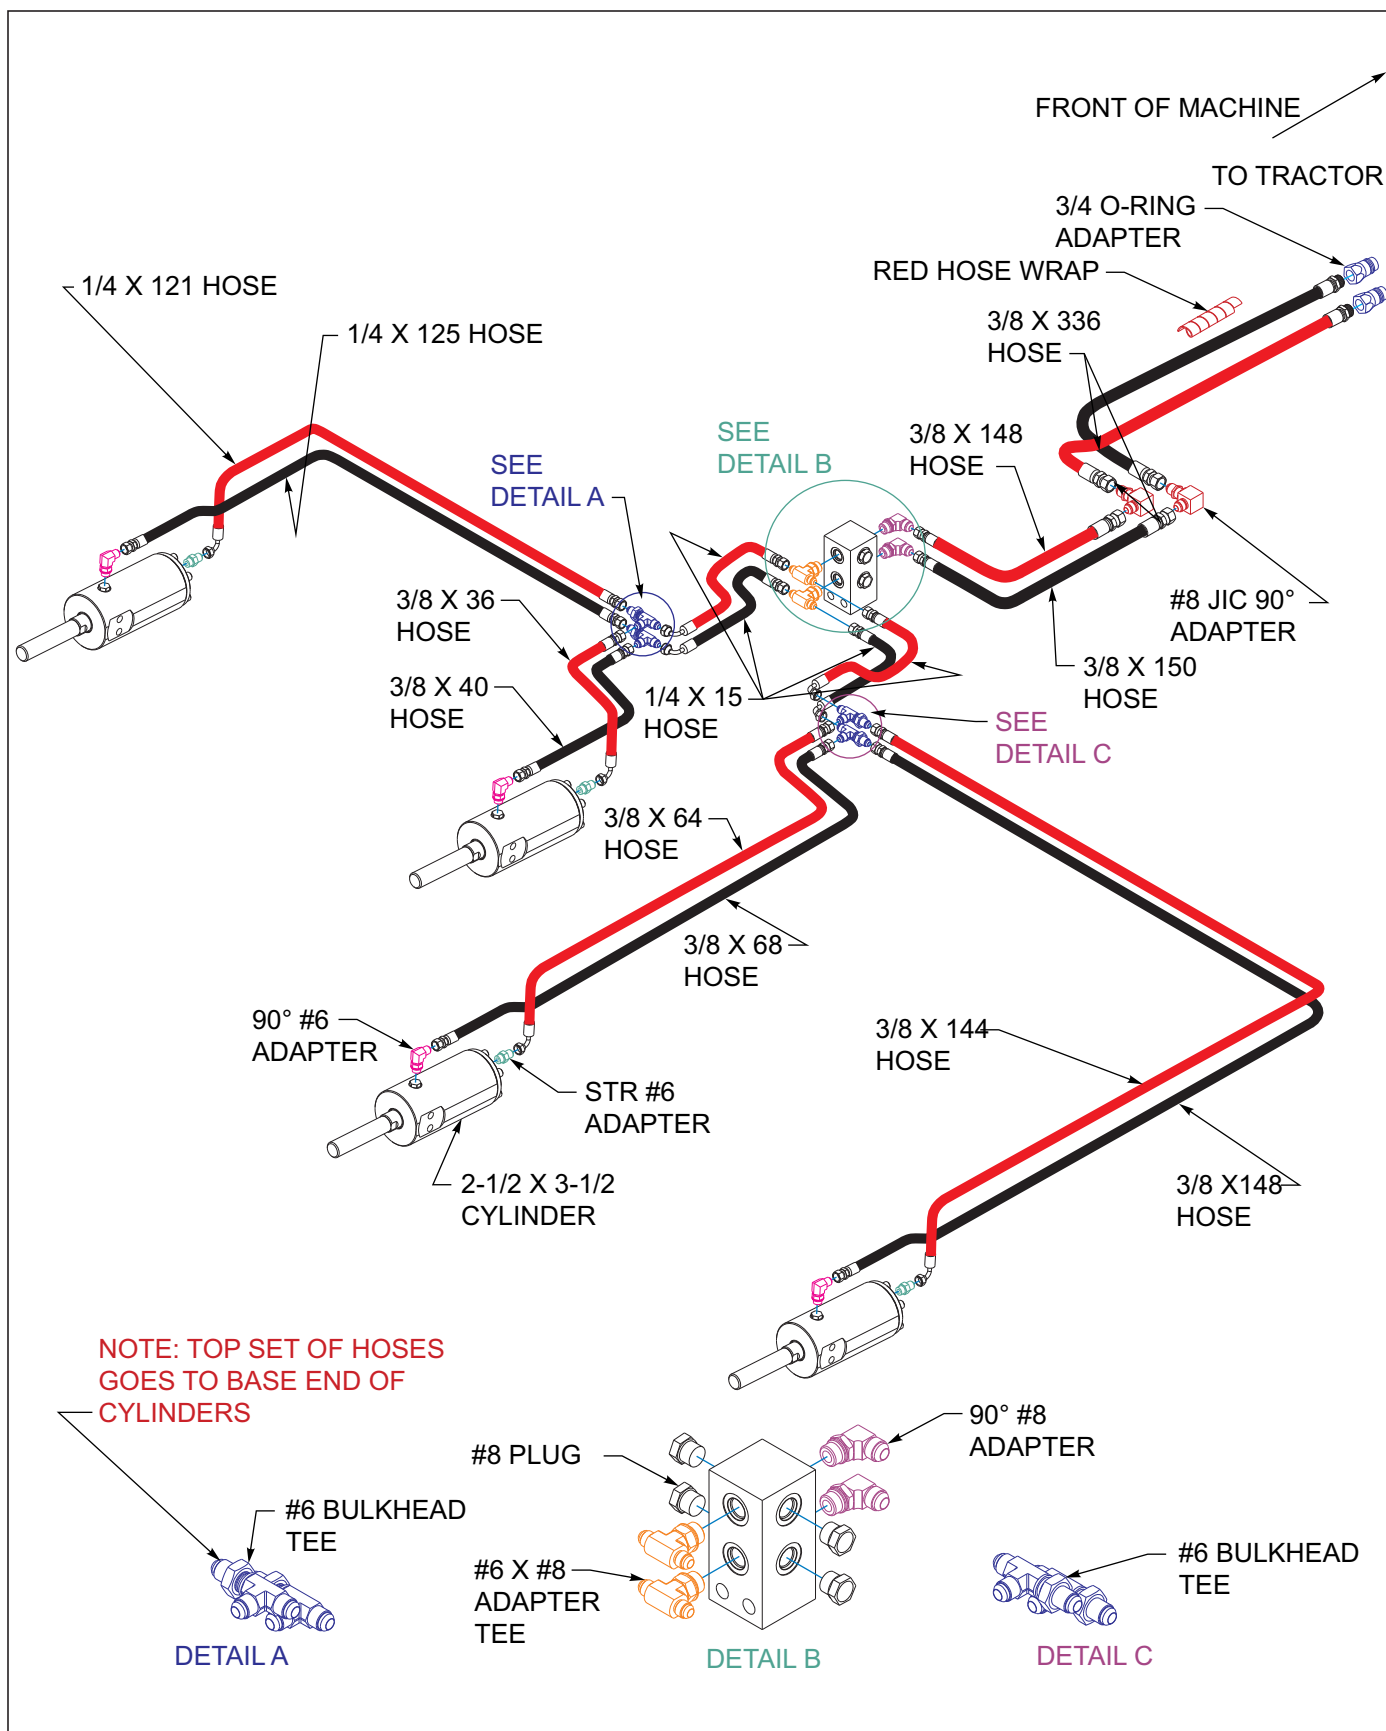 FRONT OF MACHINE
TO TRACTOR
3/4 O-RING
ADAPTER
RED HOSE WRAP
3/8 X 336
HOSE
1/4 X 121 HOSE
1/4 X 125 HOSE
SEE
DETAIL B
3/8 X 148
HOSE
SEE
DETAIL A
3/8 X 36
HOSE
#8 JIC 90°
ADAPTER
3/8 X 150
HOSE
3/8 X 40
HOSE
1/4 X 15
HOSE
SEE
DETAIL C
3/8 X 64
HOSE
3/8 X 68
HOSE
90° #6
ADAPTER
3/8 X 144
HOSE
STR #6
ADAPTER
2-1/2 X 3-1/2
CYLINDER
3/8 X148
HOSE
NOTE: TOP SET OF HOSES
GOES TO BASE END OF
CYLINDERS
90° #8
ADAPTER
#8 PLUG
#6 BULKHEAD
TEE
#6 X #8
ADAPTER
TEE
#6 BULKHEAD
TEE
DETAIL A
DETAIL B
DETAIL C